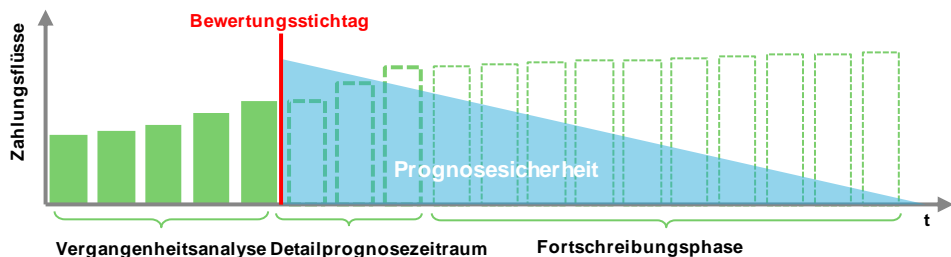 Bewertungsstichtag
Zahlungsflüsse
Prognosesicherheit
t
Vergangenheitsanalyse Detailprognosezeitraum Fortschreibungsphase